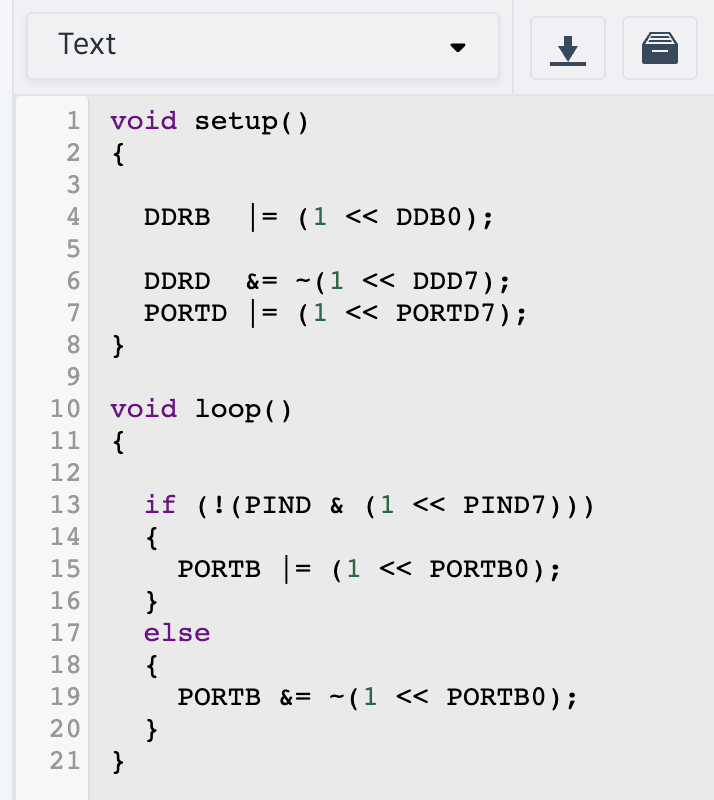 Text
1 void setup()
2 {
3
4   DDRB  |= (1 << DDB0);
5
6   DDRD  &= ~(1 << DDD7);
7   PORTD |= (1 << PORTD7);
8 }
9
10 void loop()
11 {
12
13   if (!(PIND & (1 << PIND7)))
14   {
15     PORTB |= (1 << PORTB0);
16   }
17   else
18   {
19     PORTB &= ~(1 << PORTB0);
20   }
21 }